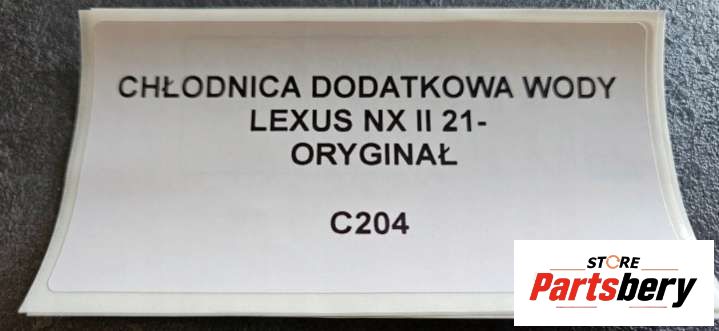 CHŁODNICA DODATKOWA WODY
LEXUS NX II 21-
ORYGINAŁ
C204
STORE
Partsbery